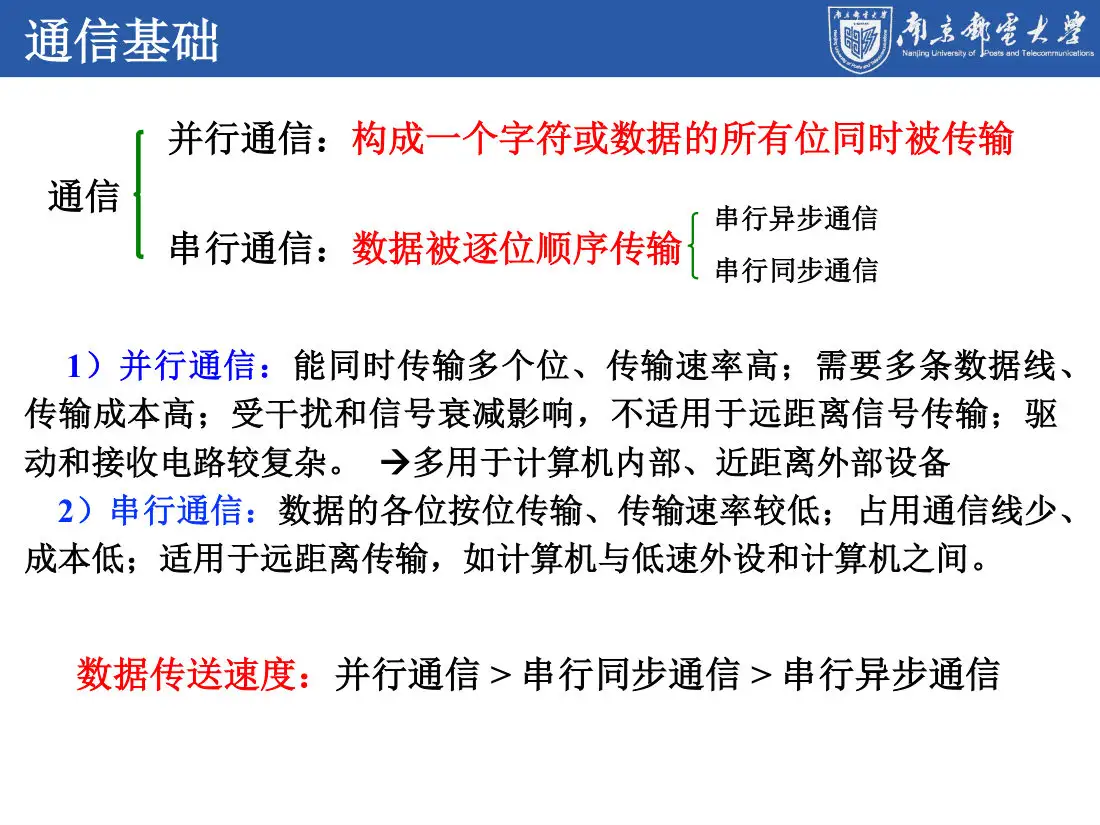 通信基础
南京邮电大学
Nanjing University of Posts and Telecommunications
并行通信：构成一个字符或数据的所有位同时被传输
通信
串行通信：数据被逐位顺序传输
串行异步通信
串行同步通信
1）并行通信：能同时传输多个位、传输速率高；需要多条数据线、
传输成本高；受干扰和信号衰减影响，不适用于远距离信号传输；驱
动和接收电路较复杂。 →多用于计算机内部、近距离外部设备
2）串行通信：数据的各位按位传输、传输速率较低；占用通信线少、
成本低；适用于远距离传输，如计算机与低速外设和计算机之间。
数据传送速度：并行通信 > 串行同步通信 > 串行异步通信